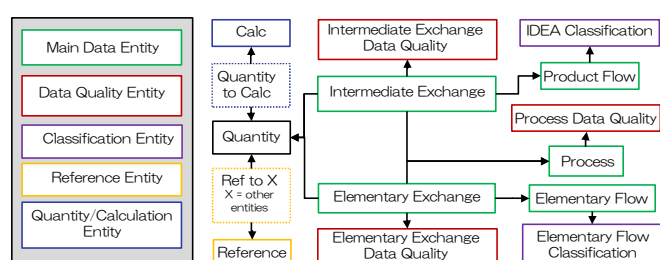 Main Data Entity
Data Quality Entity
Classification Entity
Reference Entity
Quantity/Calculation
Entity
Calc
Quantity
to Calc
Quantity
Ref to X
X = other
entities
Reference
Intermediate Exchange
Data Quality
Intermediate Exchange
Elementary Exchange
Elementary Exchange
Data Quality
IDEA Classification
Product Flow
Process Data Quality
Process
Elementary Flow
Elementary Flow
Classification